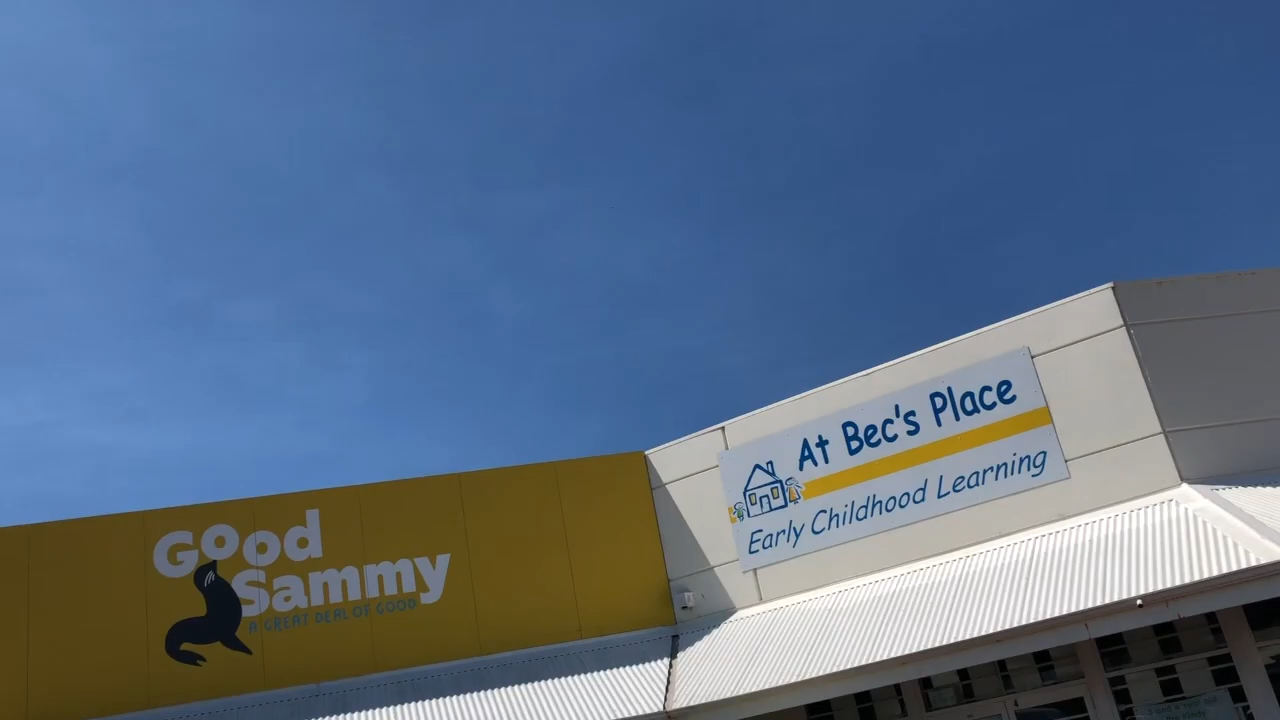 Good
Sammy
A GREAT DEAL OF GOOD
At Bec's Place
Early Childhood Learning